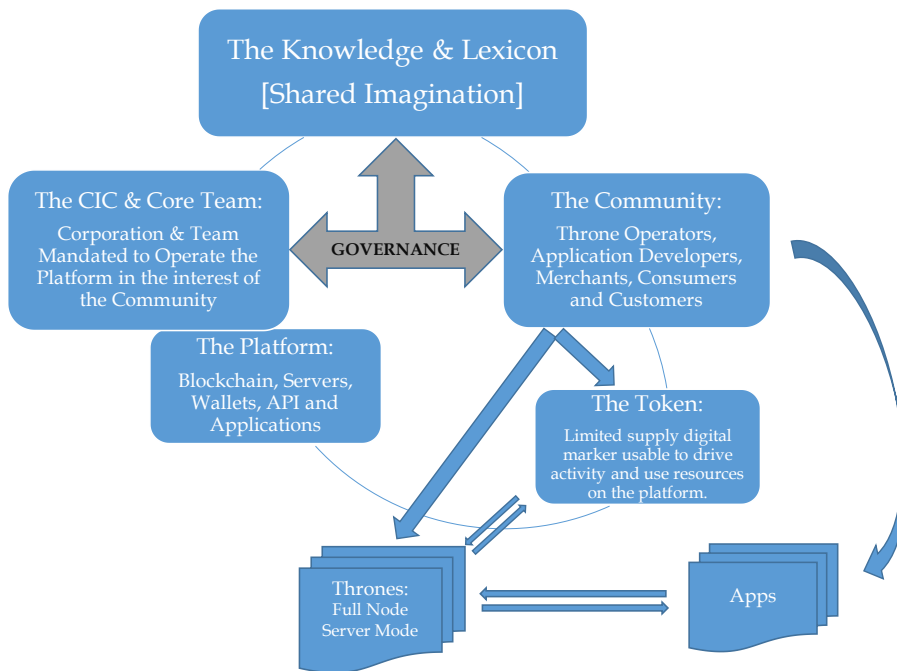 The Knowledge & Lexicon
[Shared Imagination]
The CIC & Core Team:
Corporation & Team
Mandated to Operate the
Platform in the interest of
the Community
GOVERNANCE
The Community:
Throne Operators,
Application Developers,
Merchants, Consumers
and Customers
The Platform:
Blockchain, Servers,
Wallets, API and
Applications
The Token:
Limited supply digital
marker usable to drive
activity and use resources
on the platform.
Thrones:
Full Node
Server Mode
Apps